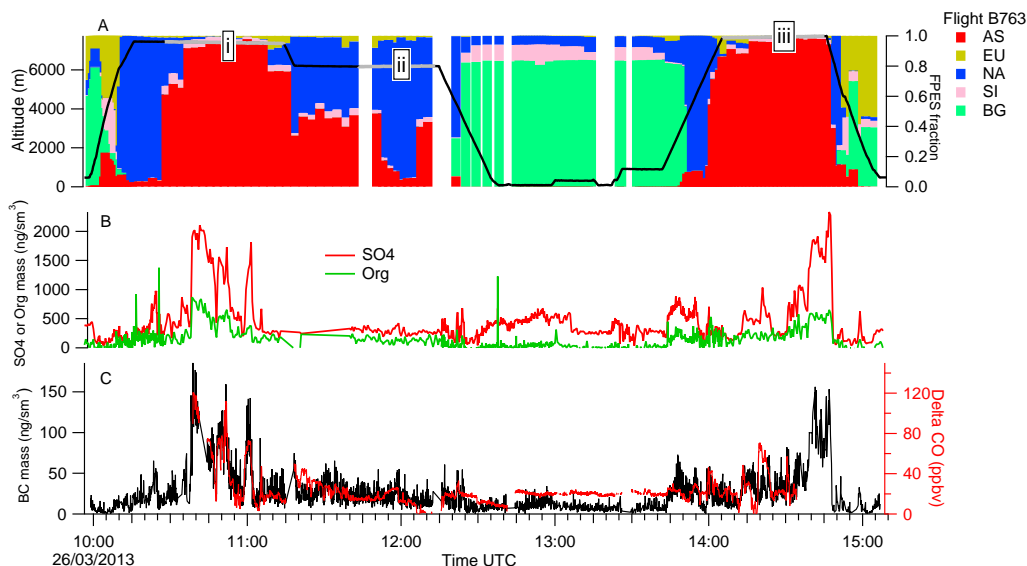 A
i
ii
iii
Flight B763
AS
EU
NA
SI
BG
Altitude (m)
6000
4000
2000
0
1.0
0.8
0.6
0.4
0.2
0.0
FPES fraction
B
SO4 or Org mass (ng/sm³)
2000
1500
1000
500
0
SO4
Org
C
BC mass (ng/sm³)
150
100
50
0
120
80
40
0
Delta CO (ppbv)
10:00
11:00
12:00
13:00
14:00
15:00
26/03/2013
Time UTC